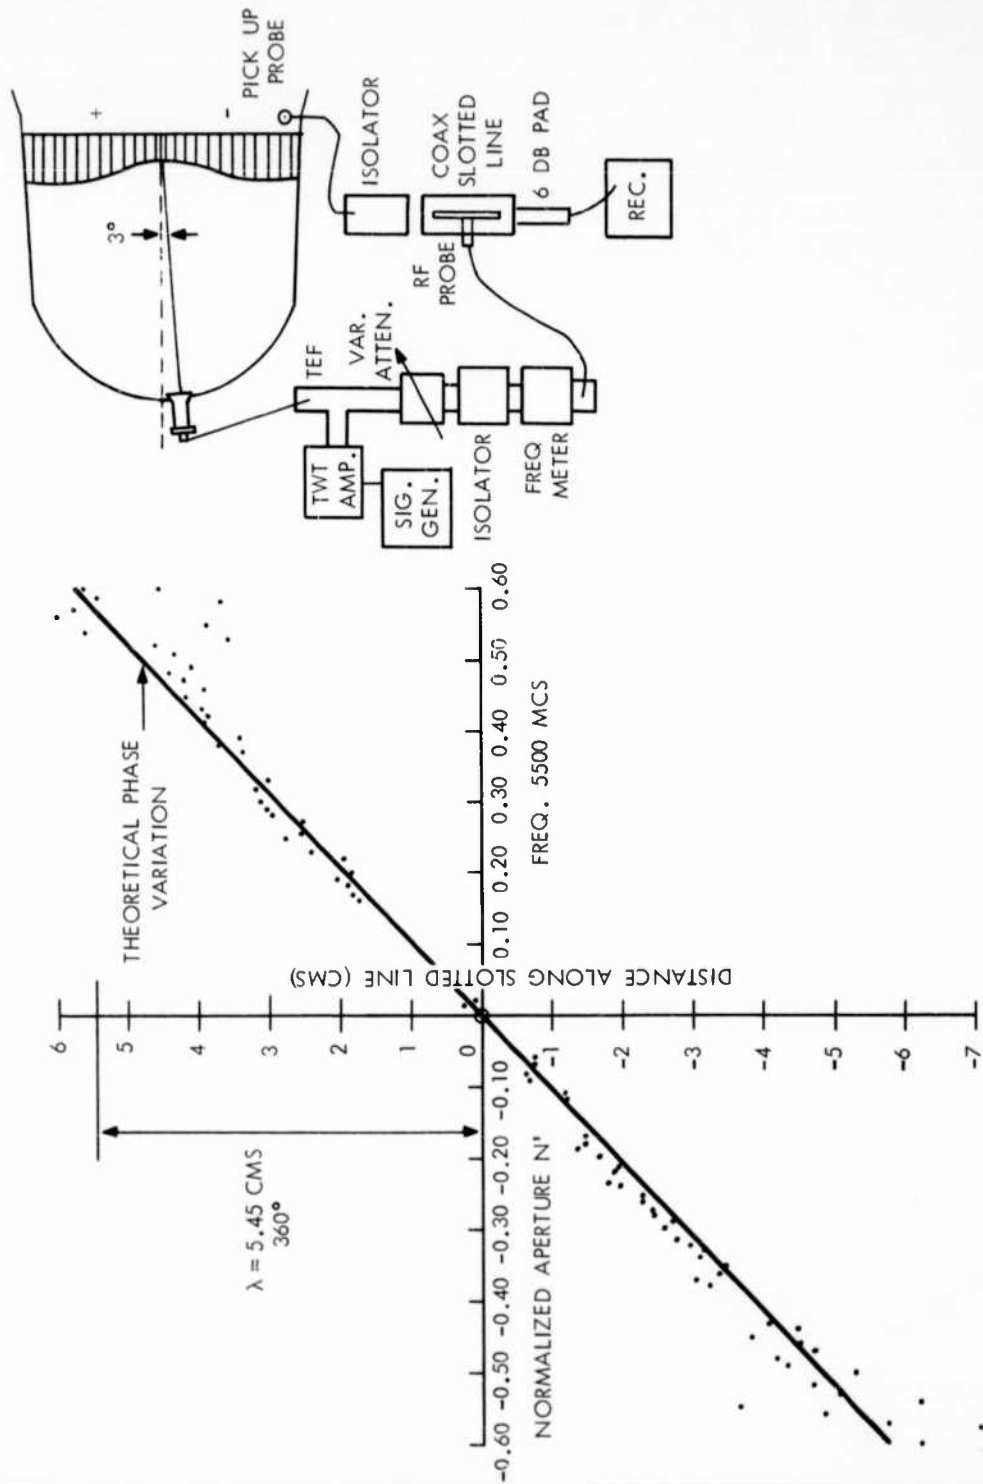 THEORETICAL PHASE
VARIATION
λ = 5.45 CMS
360°
6
5
4
3
2
1
0
-1
-2
-3
-4
-5
-6
-7
DISTANCE ALONG SLOTTED LINE (CMS)
-0.60 -0.50 -0.40 -0.30 -0.20 -0.10
0.10 0.20 0.30 0.40 0.50 0.60
NORMALIZED APERTURE N'
FREQ. 5500 MCS
3°
+
-
PICK UP
PROBE
TEF
TWT
AMP.
SIG.
GEN.
VAR.
ATTEN.
ISOLATOR
FREQ
METER
RF
PROBE
ISOLATOR
COAX
SLOTTED
LINE
6 DB PAD
REC.